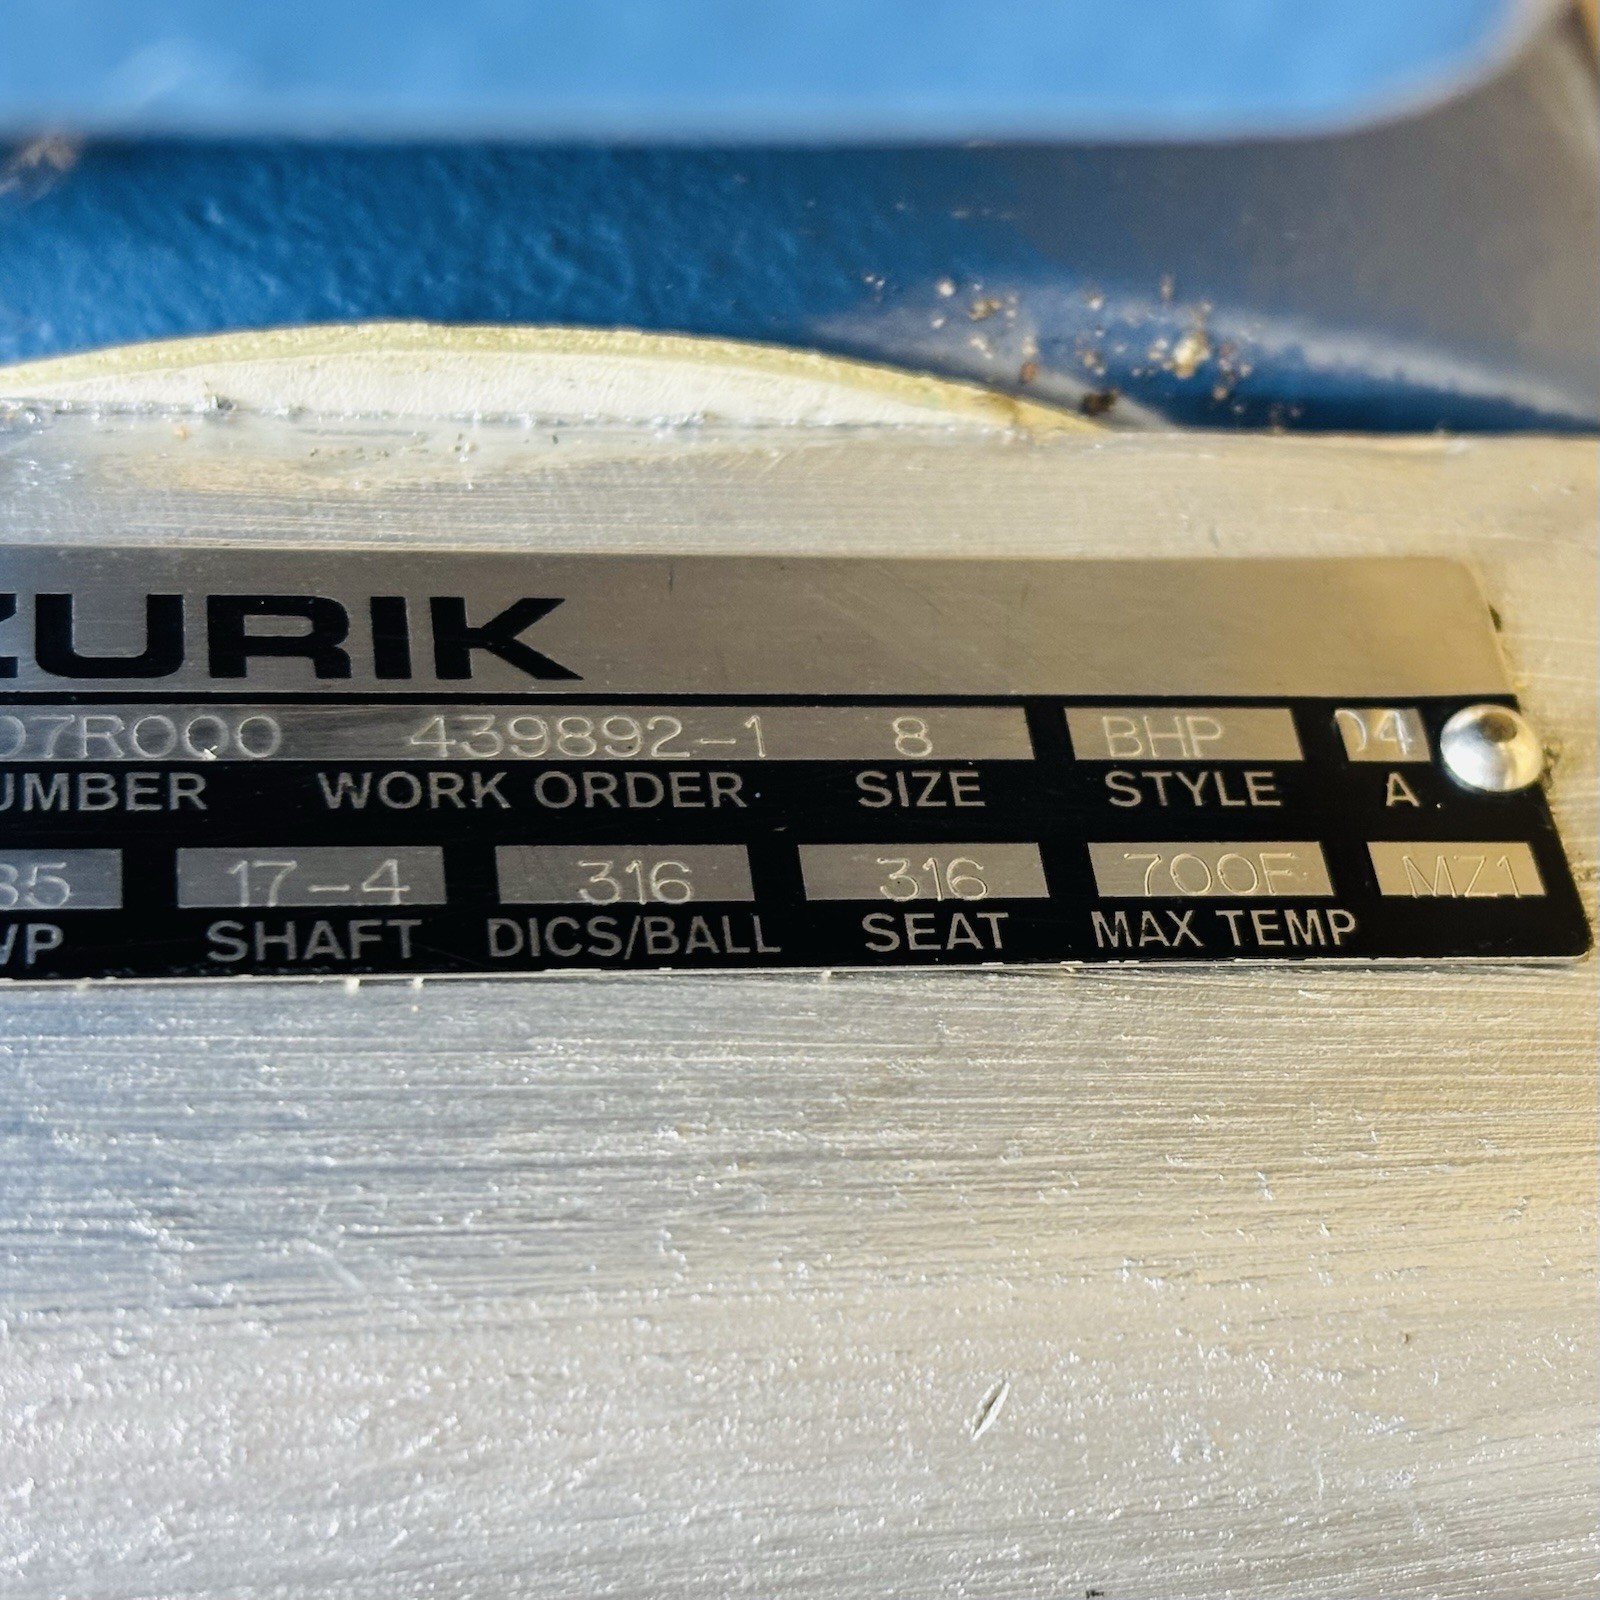 ZURIK
07R000 439892-1 8 BHP 04
UMBER WORK ORDER SIZE STYLE A
85 17-4 316 316 700F MZ1
WP SHAFT DICS/BALL SEAT MAX TEMP